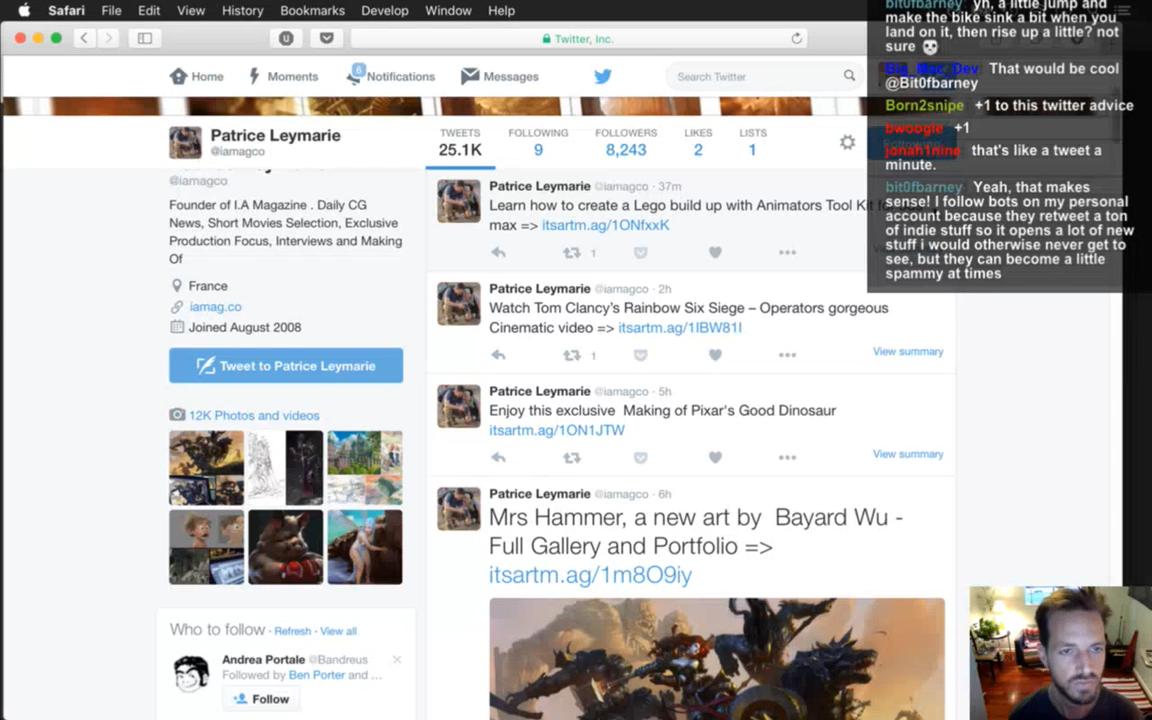 Safari File Edit View History Bookmarks Develop Window Help
Twitter, Inc.
Home Moments 6 Notifications Messages Search Twitter
Patrice Leymarie
@iamagco
TWEETS FOLLOWING FOLLOWERS LIKES LISTS
25.1K 9 8,243 2 1
@iamagco
Founder of I.A Magazine . Daily CG
News, Short Movies Selection, Exclusive
Production Focus, Interviews and Making
Of
France
iamag.co
Joined August 2008
Tweet to Patrice Leymarie
12K Photos and videos
Who to follow · Refresh · View all
Andrea Portale @Bandreus
Followed by Ben Porter and ...
Follow
Patrice Leymarie @iamagco · 37m
Learn how to create a Lego build up with Animators Tool Kit
max => itsartm.ag/1ONfxxK
1
Patrice Leymarie @iamagco · 2h
Watch Tom Clancy's Rainbow Six Siege – Operators gorgeous
Cinematic video => itsartm.ag/1IBW81I
1
View summary
Patrice Leymarie @iamagco · 5h
Enjoy this exclusive Making of Pixar's Good Dinosaur
itsartm.ag/1ON1JTW
View summary
Patrice Leymarie @iamagco · 6h
Mrs Hammer, a new art by Bayard Wu -
Full Gallery and Portfolio =>
itsartm.ag/1m8O9iy
bit0fbarney yh, a little jump and
make the bike sink a bit when you
land on it, then rise up a little? not
sure
Big_Mac_Dev That would be cool
@Bit0fbarney
Born2snipe +1 to this twitter advice
bwoogie +1
jonah1nine that's like a tweet a
minute.
bit0fbarney Yeah, that makes
sense! I follow bots on my personal
account because they retweet a ton
of indie stuff so it opens a lot of new
stuff i would otherwise never get to
see, but they can become a little
spammy at times